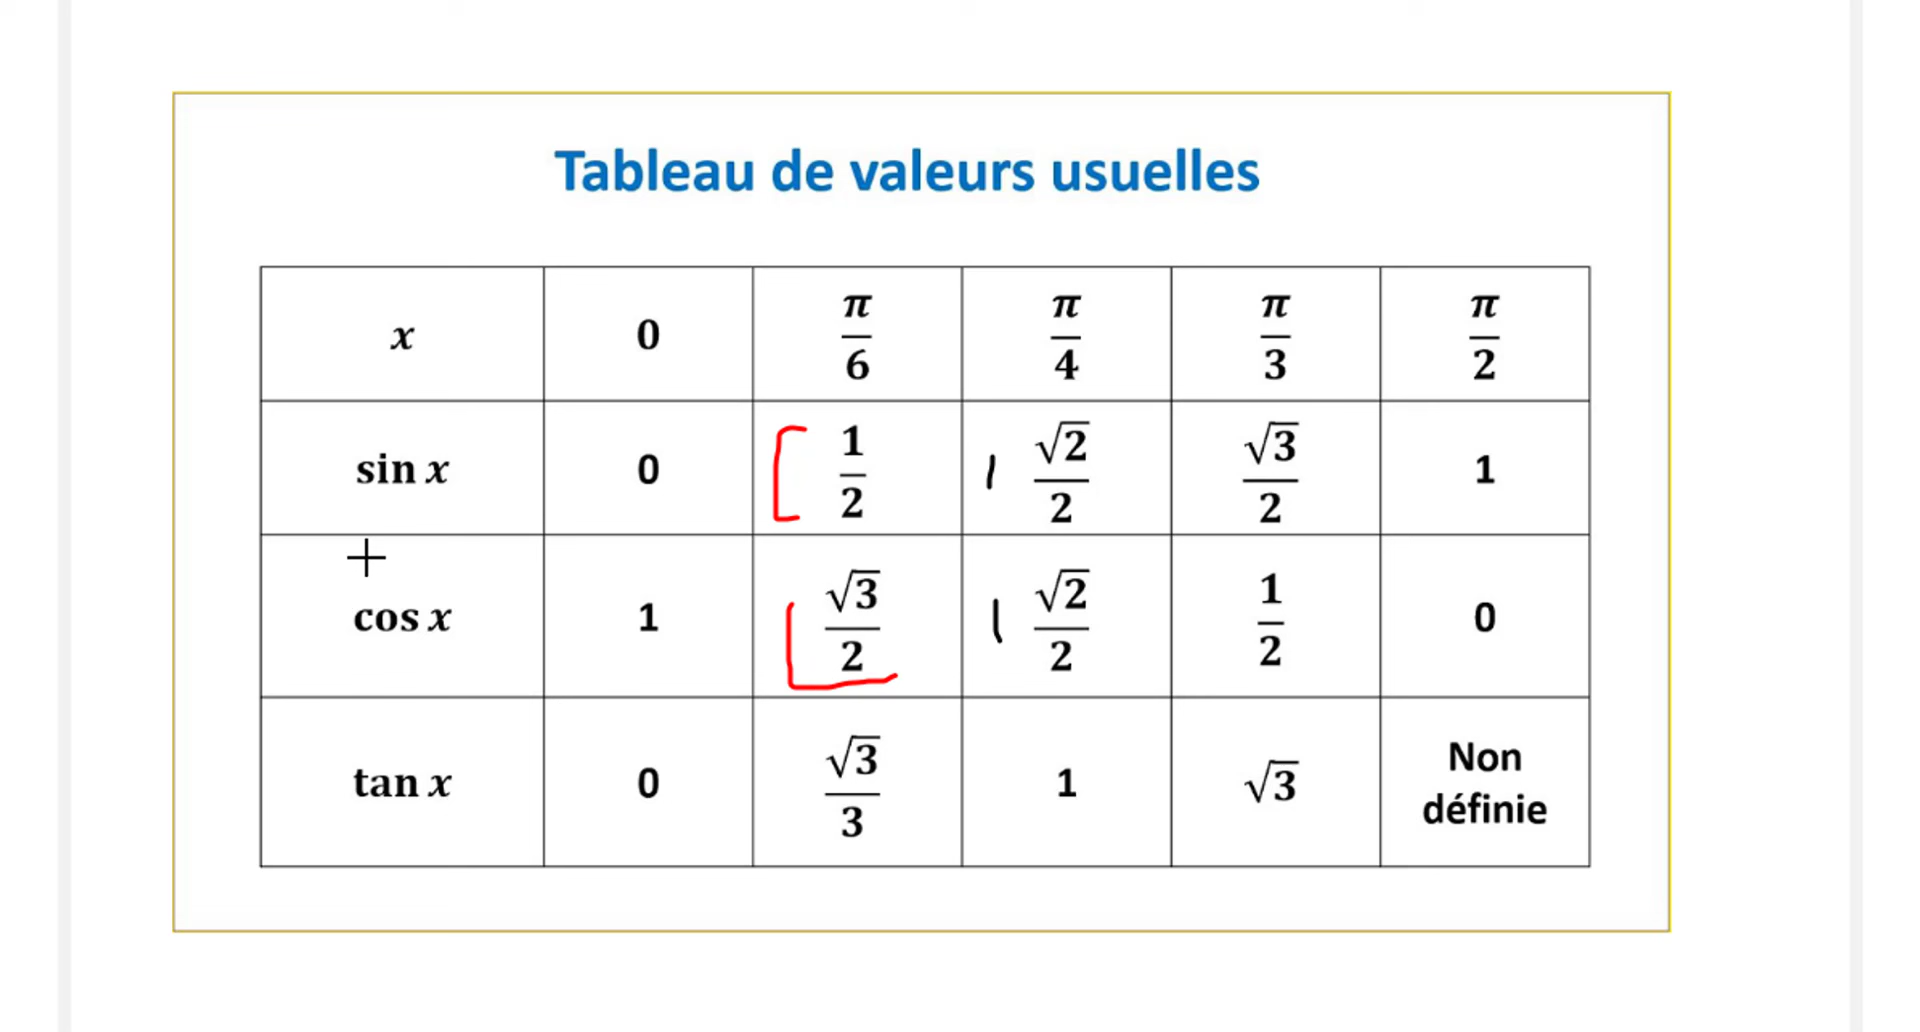 Tableau de valeurs usuelles
x 0 π/6 π/4 π/3 π/2
sin x 0 1/2 √2/2 √3/2 1
cos x 1 √3/2 √2/2 1/2 0
tan x 0 √3/3 1 √3 Non définie